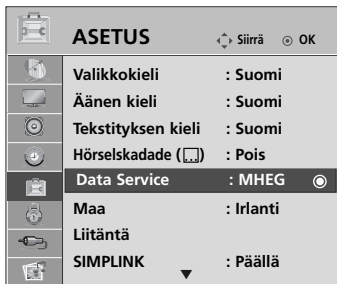 ASETUS Siirrä OK
Valikkokieli : Suomi
Äänen kieli : Suomi
Tekstityksen kieli : Suomi
Hörselskadade ( ) : Pois
Data Service : MHEG
Maa : Irlanti
Liitäntä
SIMPLINK : Päällä